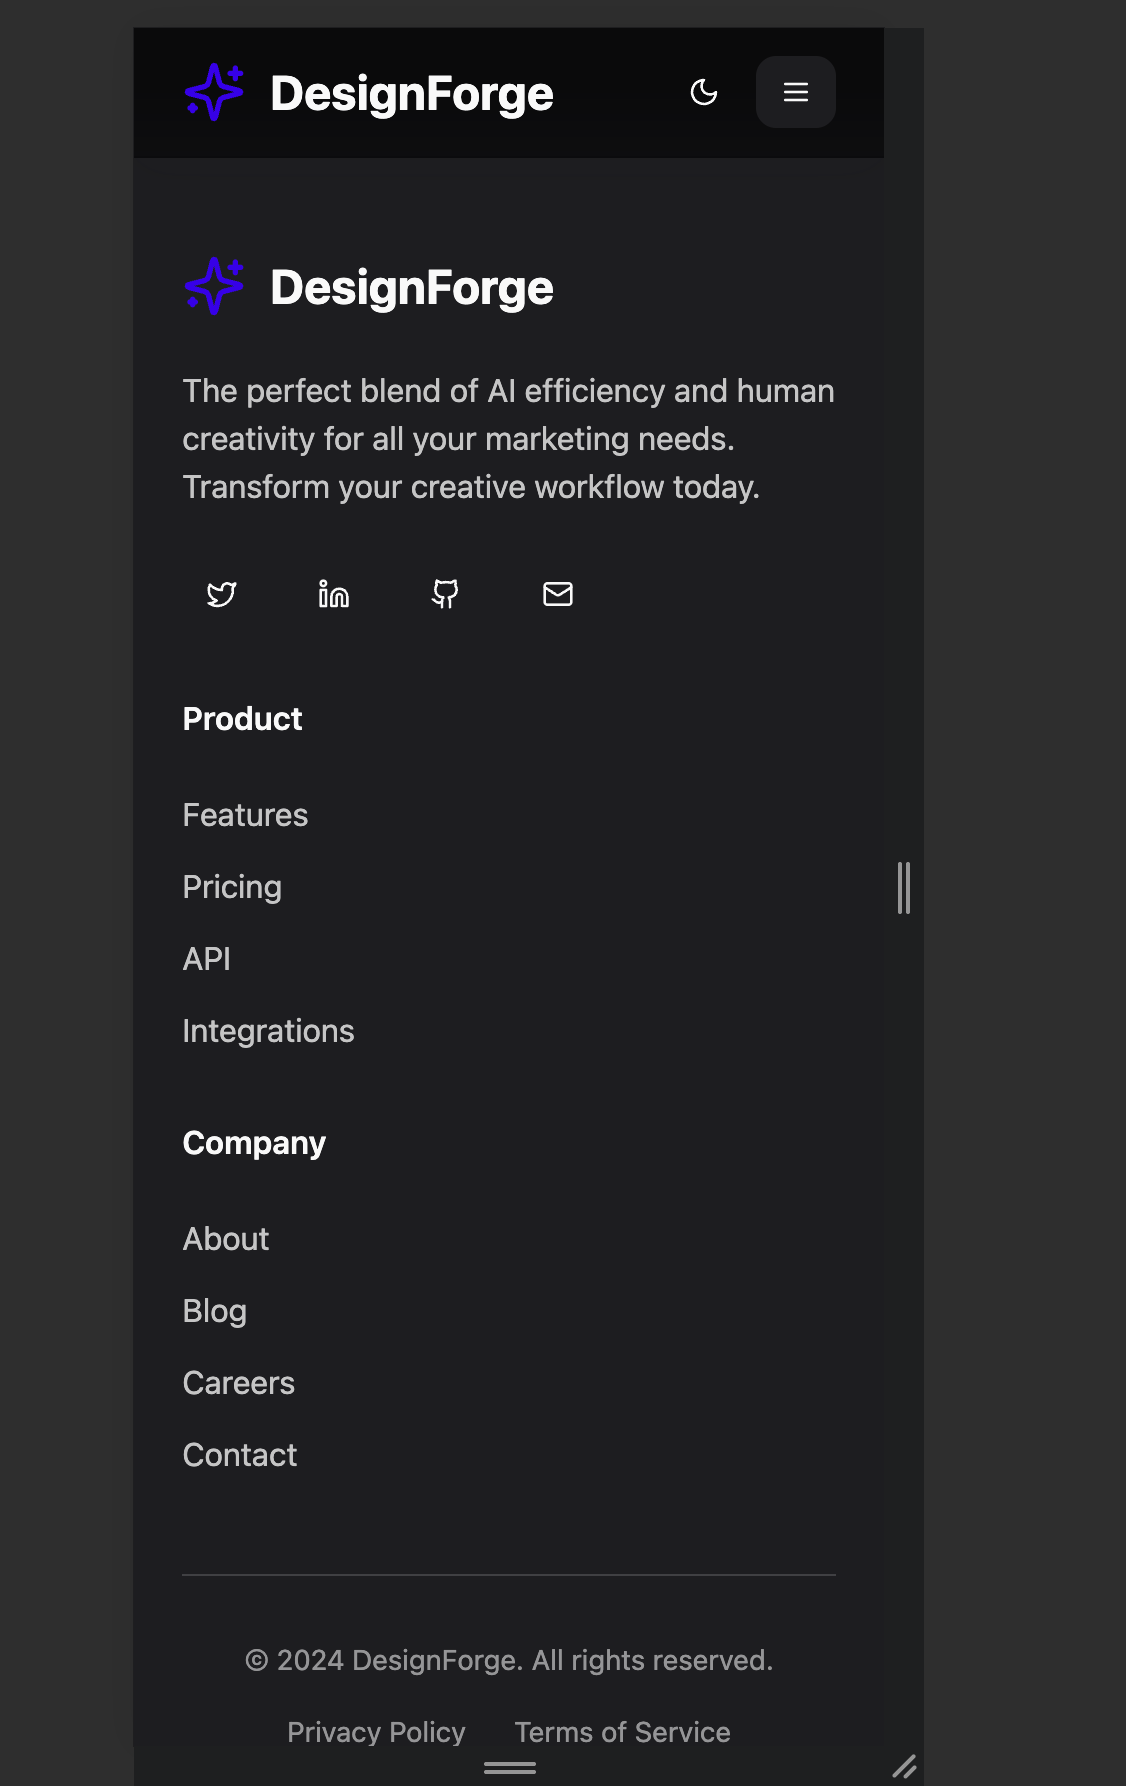 DesignForge
DesignForge
The perfect blend of AI efficiency and human
creativity for all your marketing needs.
Transform your creative workflow today.
Product
Features
Pricing
API
Integrations
Company
About
Blog
Careers
Contact
© 2024 DesignForge. All rights reserved.
Privacy Policy Terms of Service